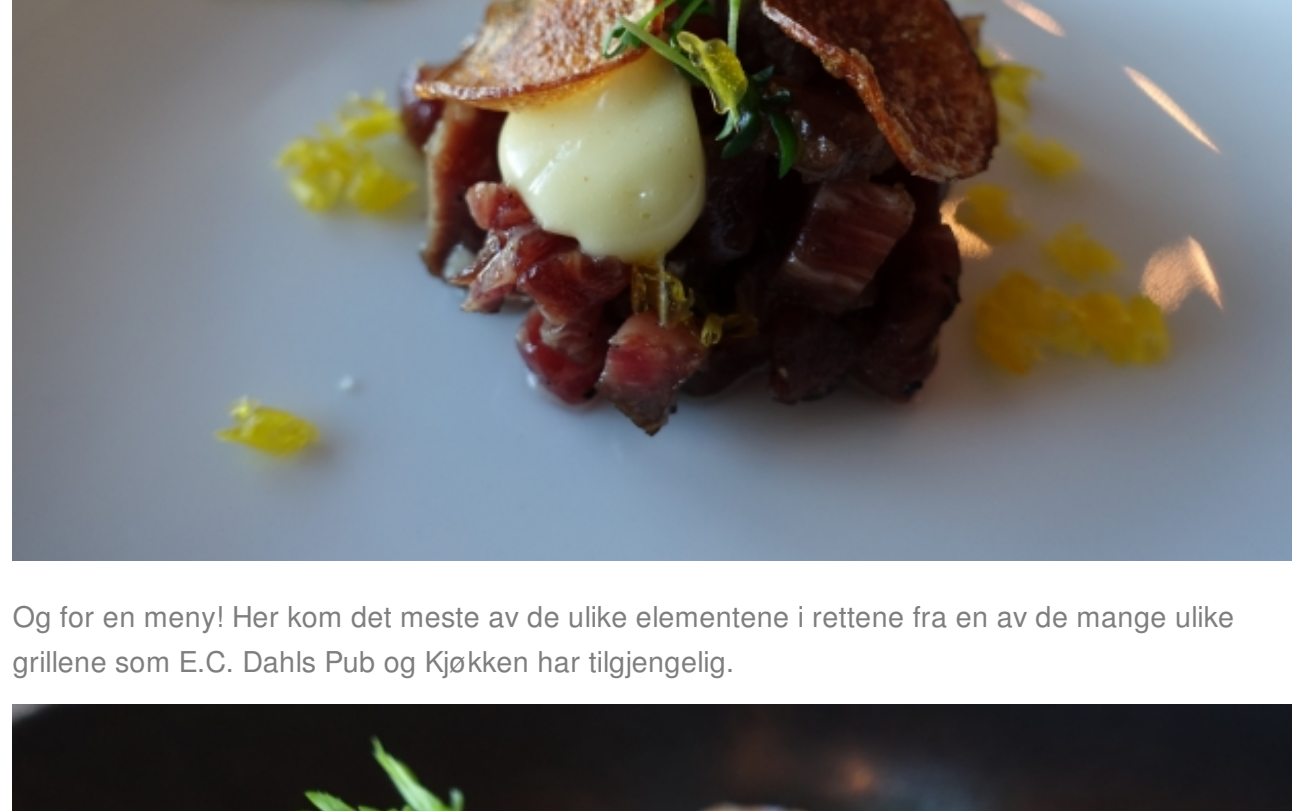 Og for en meny! Her kom det meste av de ulike elementene i rettene fra en av de mange ulike
grillene som E.C. Dahls Pub og Kjøkken har tilgjengelig.